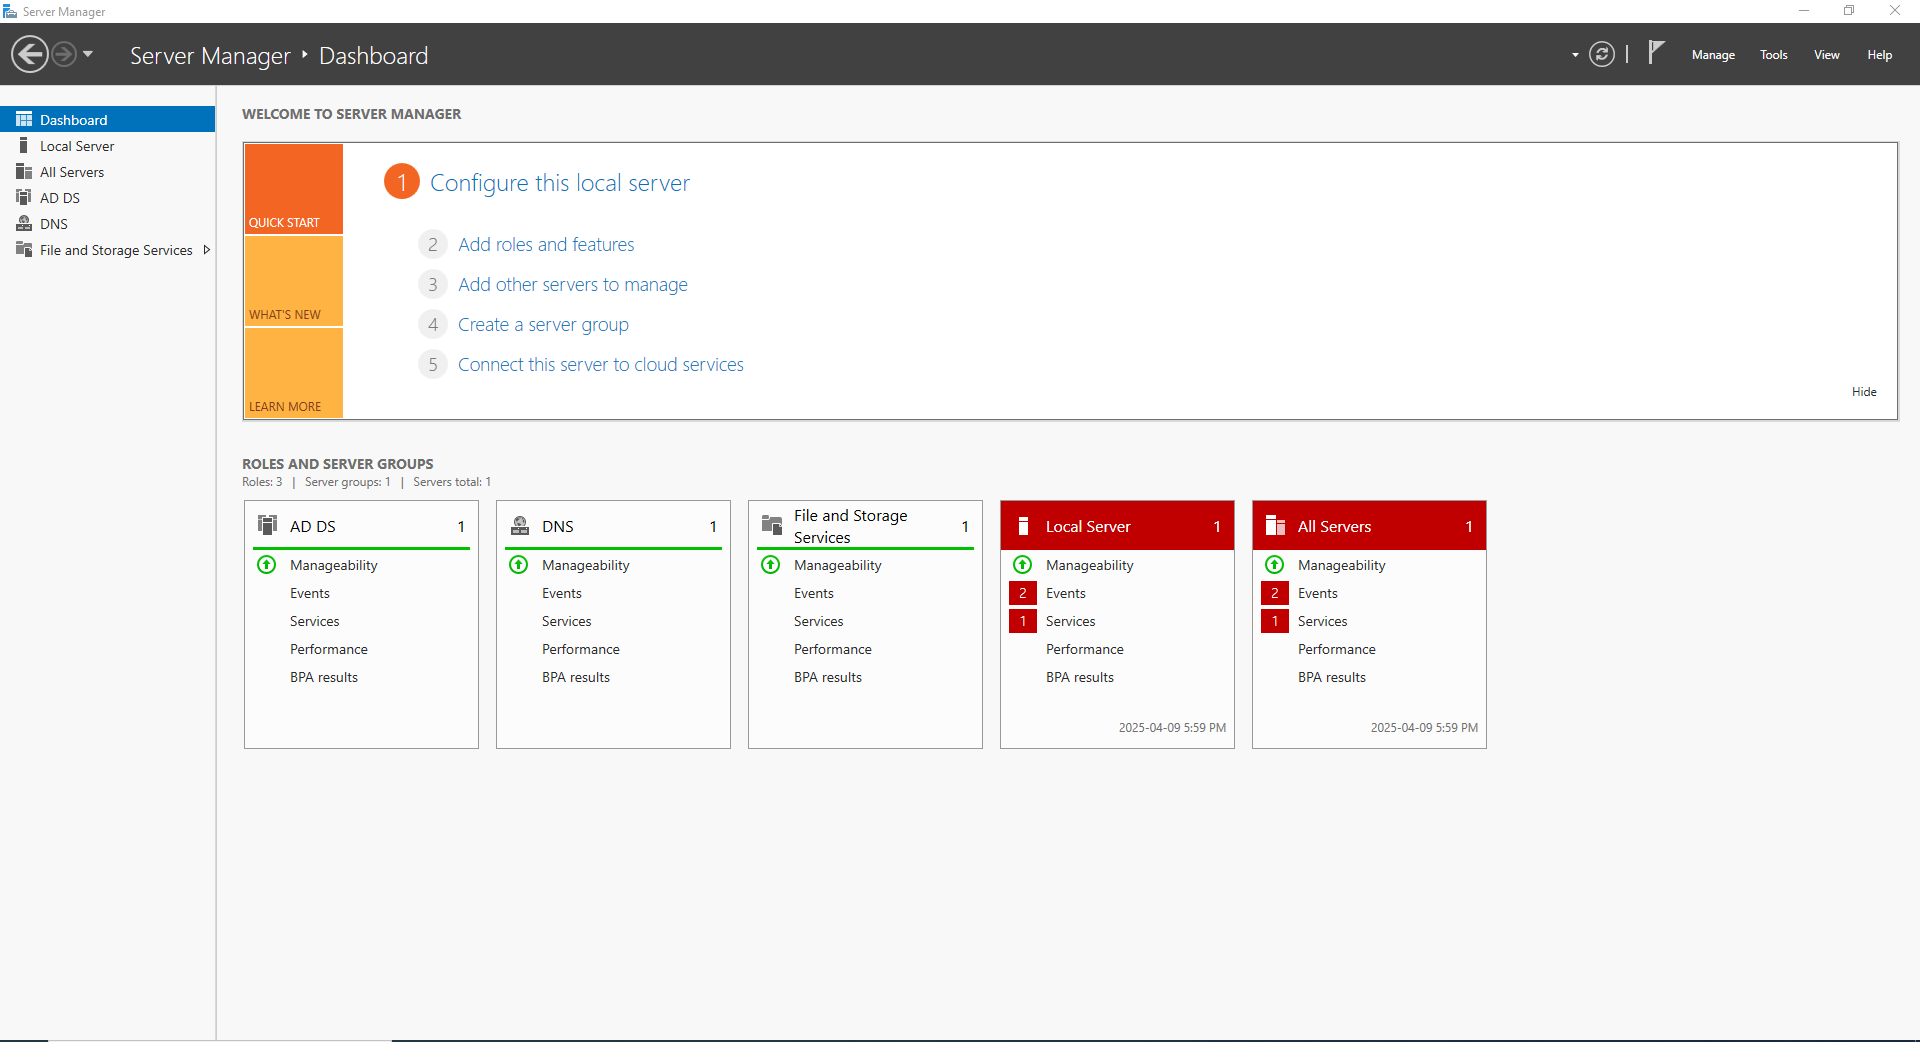 Server Manager
Server Manager ‣ Dashboard
Manage Tools View Help
Dashboard
Local Server
All Servers
AD DS
DNS
File and Storage Services
WELCOME TO SERVER MANAGER
QUICK START
WHAT'S NEW
LEARN MORE
1 Configure this local server
2 Add roles and features
3 Add other servers to manage
4 Create a server group
5 Connect this server to cloud services
Hide
ROLES AND SERVER GROUPS
Roles: 3 | Server groups: 1 | Servers total: 1
AD DS 1
Manageability
Events
Services
Performance
BPA results
DNS 1
Manageability
Events
Services
Performance
BPA results
File and Storage
Services 1
Manageability
Events
Services
Performance
BPA results
Local Server 1
Manageability
2 Events
1 Services
Performance
BPA results
2025-04-09 5:59 PM
All Servers 1
Manageability
2 Events
1 Services
Performance
BPA results
2025-04-09 5:59 PM